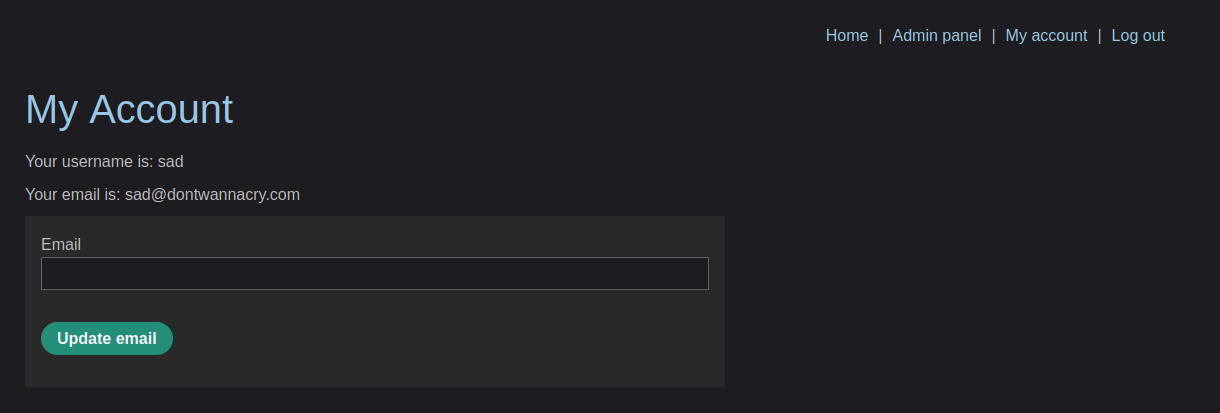 Home | Admin panel | My account | Log out
My Account
Your username is: sad
Your email is: sad@dontwannacry.com
Email
Update email